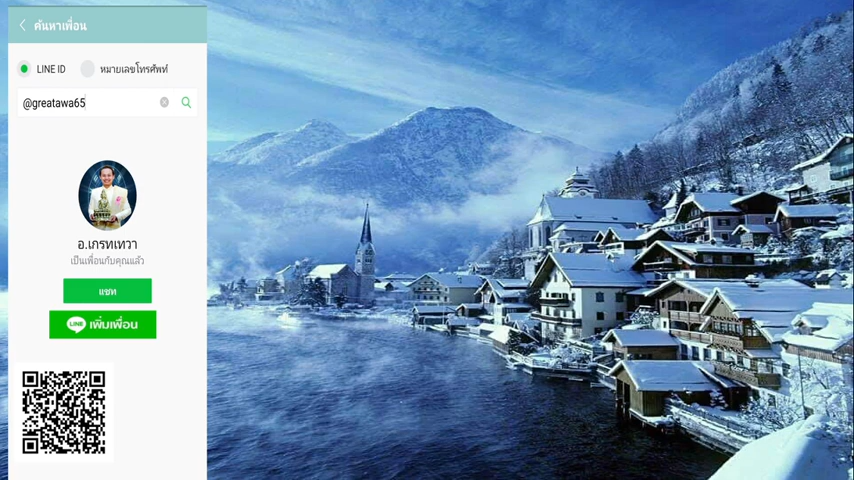 ค้นหาเพื่อน
LINE ID
หมายเลขโทรศัพท์
@greatawa65
อ.เกรทเทวา
เป็นเพื่อนกับคุณแล้ว
แชท
LINE เพิ่มเพื่อน